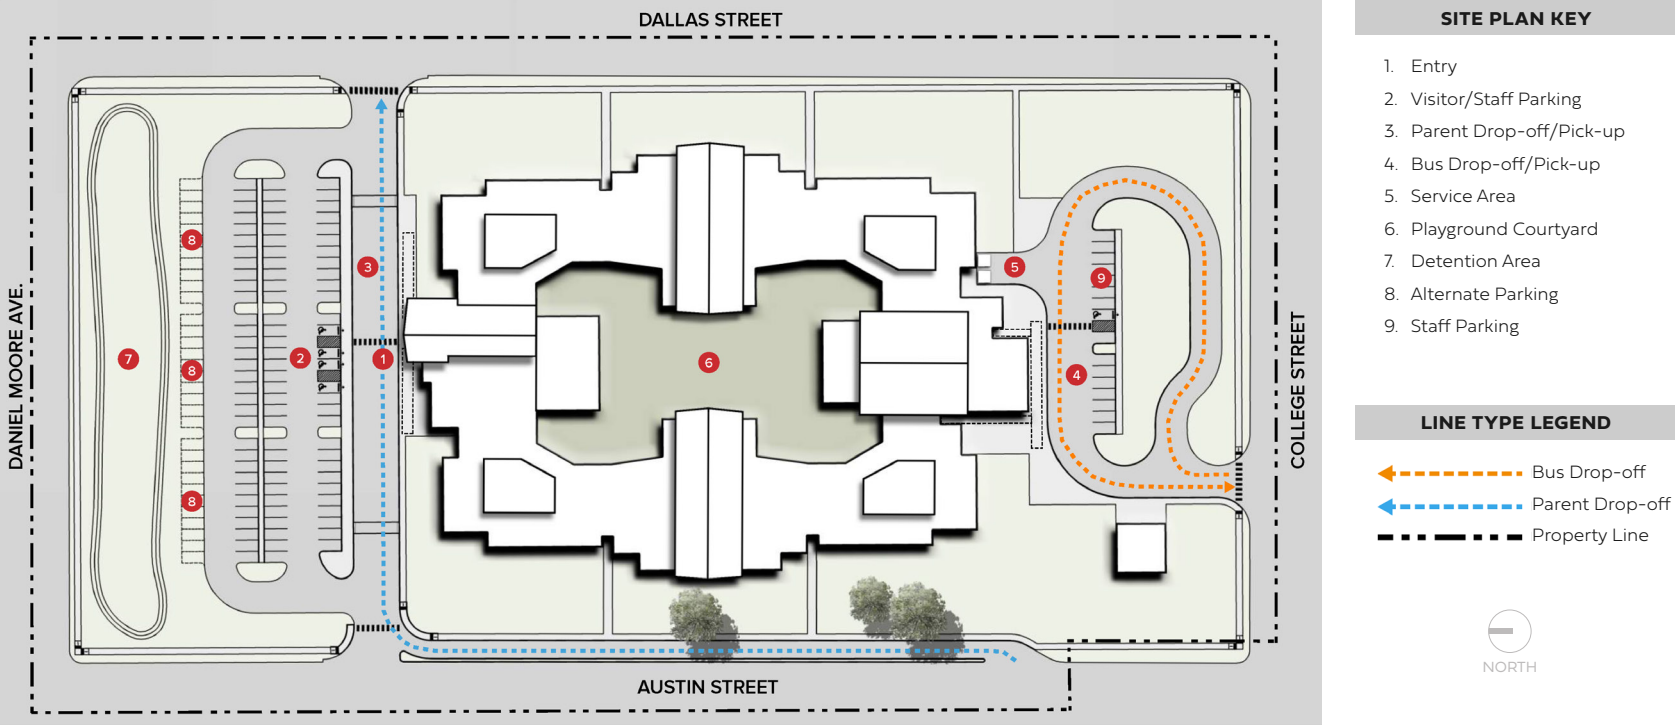 DALLAS STREET
DANIEL MOORE AVE.
COLLEGE STREET
AUSTIN STREET
8
3
5
9
2
1
7
8
6
4
8
SITE PLAN KEY
1. Entry
2. Visitor/Staff Parking
3. Parent Drop-off/Pick-up
4. Bus Drop-off/Pick-up
5. Service Area
6. Playground Courtyard
7. Detention Area
8. Alternate Parking
9. Staff Parking
LINE TYPE LEGEND
Bus Drop-off
Parent Drop-off
Property Line
NORTH